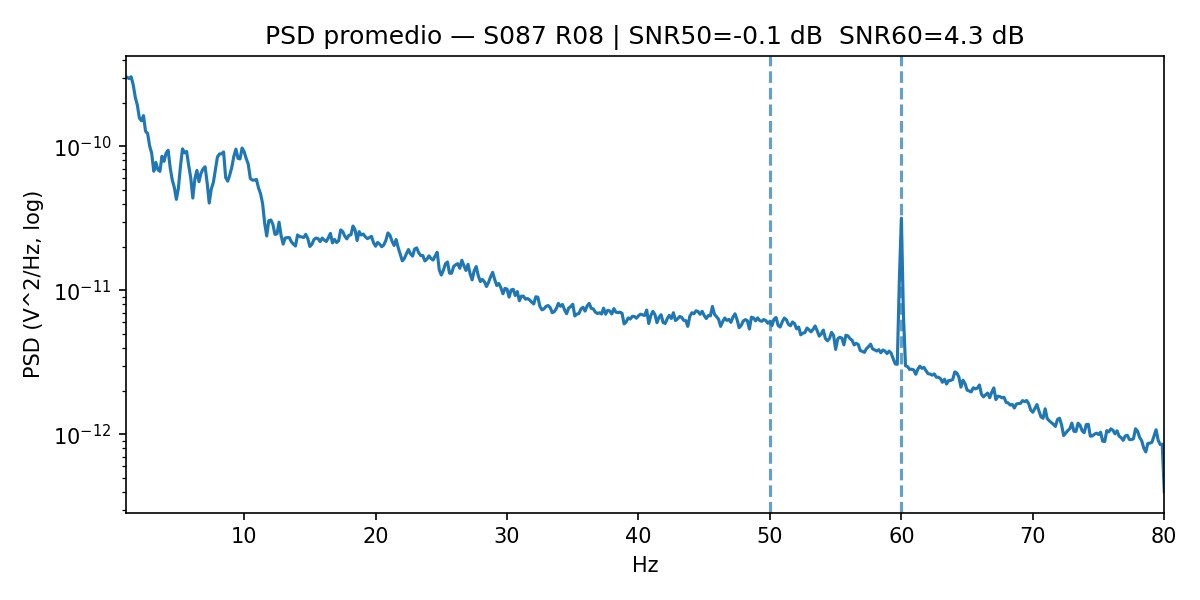 PSD promedio — S087 R08 | SNR50=-0.1 dB  SNR60=4.3 dB
PSD (V^2/Hz, log)
10^-10
10^-11
10^-12
10 20 30 40 50 60 70 80
Hz